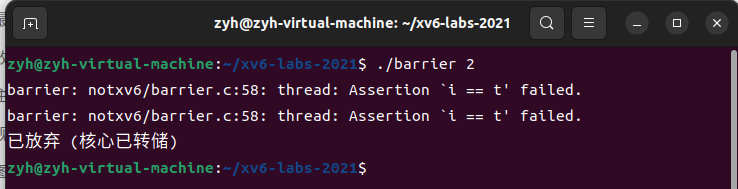 zyh@zyh-virtual-machine: ~/xv6-labs-2021
zyh@zyh-virtual-machine:~/xv6-labs-2021$ ./barrier 2
barrier: notxv6/barrier.c:58: thread: Assertion `i == t' failed.
barrier: notxv6/barrier.c:58: thread: Assertion `i == t' failed.
已放弃 (核心已转储)
zyh@zyh-virtual-machine:~/xv6-labs-2021$